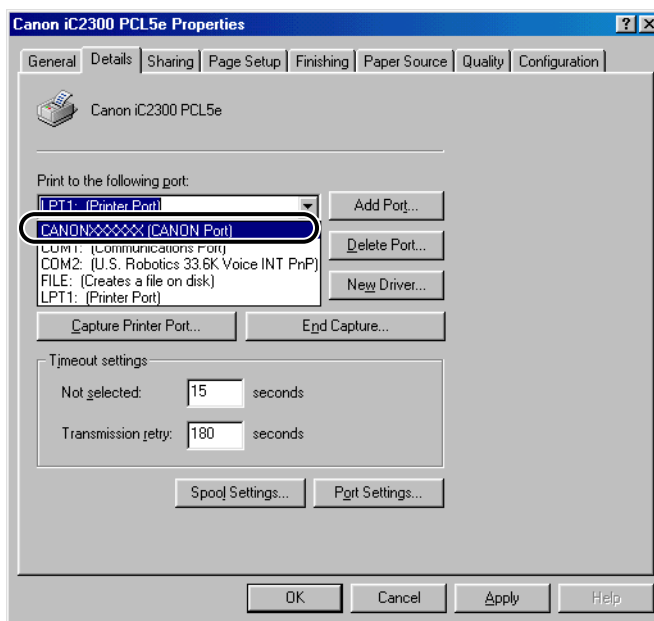 Canon iC2300 PCL5e Properties
General Details Sharing Page Setup Finishing Paper Source Quality Configuration
Canon iC2300 PCL5e
Print to the following port:
LPT1: (Printer Port) Add Port...
CANONXXXXXX (CANON Port)
COM1: (Communications Port) Delete Port...
COM2: (U.S. Robotics 33.6K Voice INT PnP)
FILE: (Creates a file on disk) New Driver...
LPT1: (Printer Port)
Capture Printer Port... End Capture...
Timeout settings
Not selected: 15 seconds
Transmission retry: 180 seconds
Spool Settings... Port Settings...
OK Cancel Apply Help